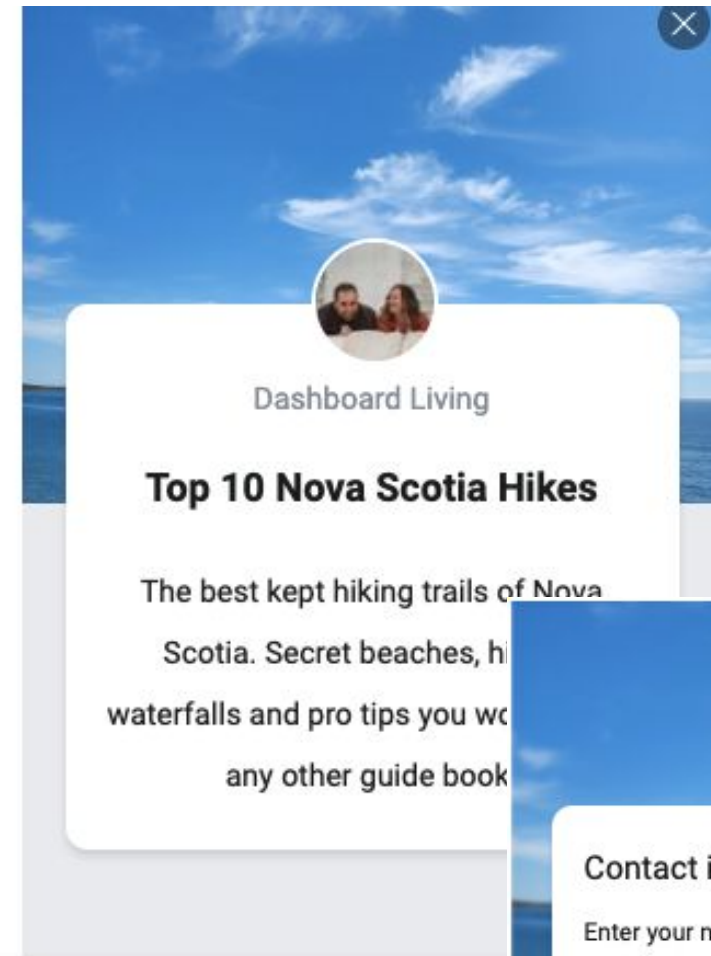 Dashboard Living
Top 10 Nova Scotia Hikes
The best kept hiking trails of Nova
Scotia. Secret beaches,
waterfalls and pro tips you
any other guide book
Contact
Enter your